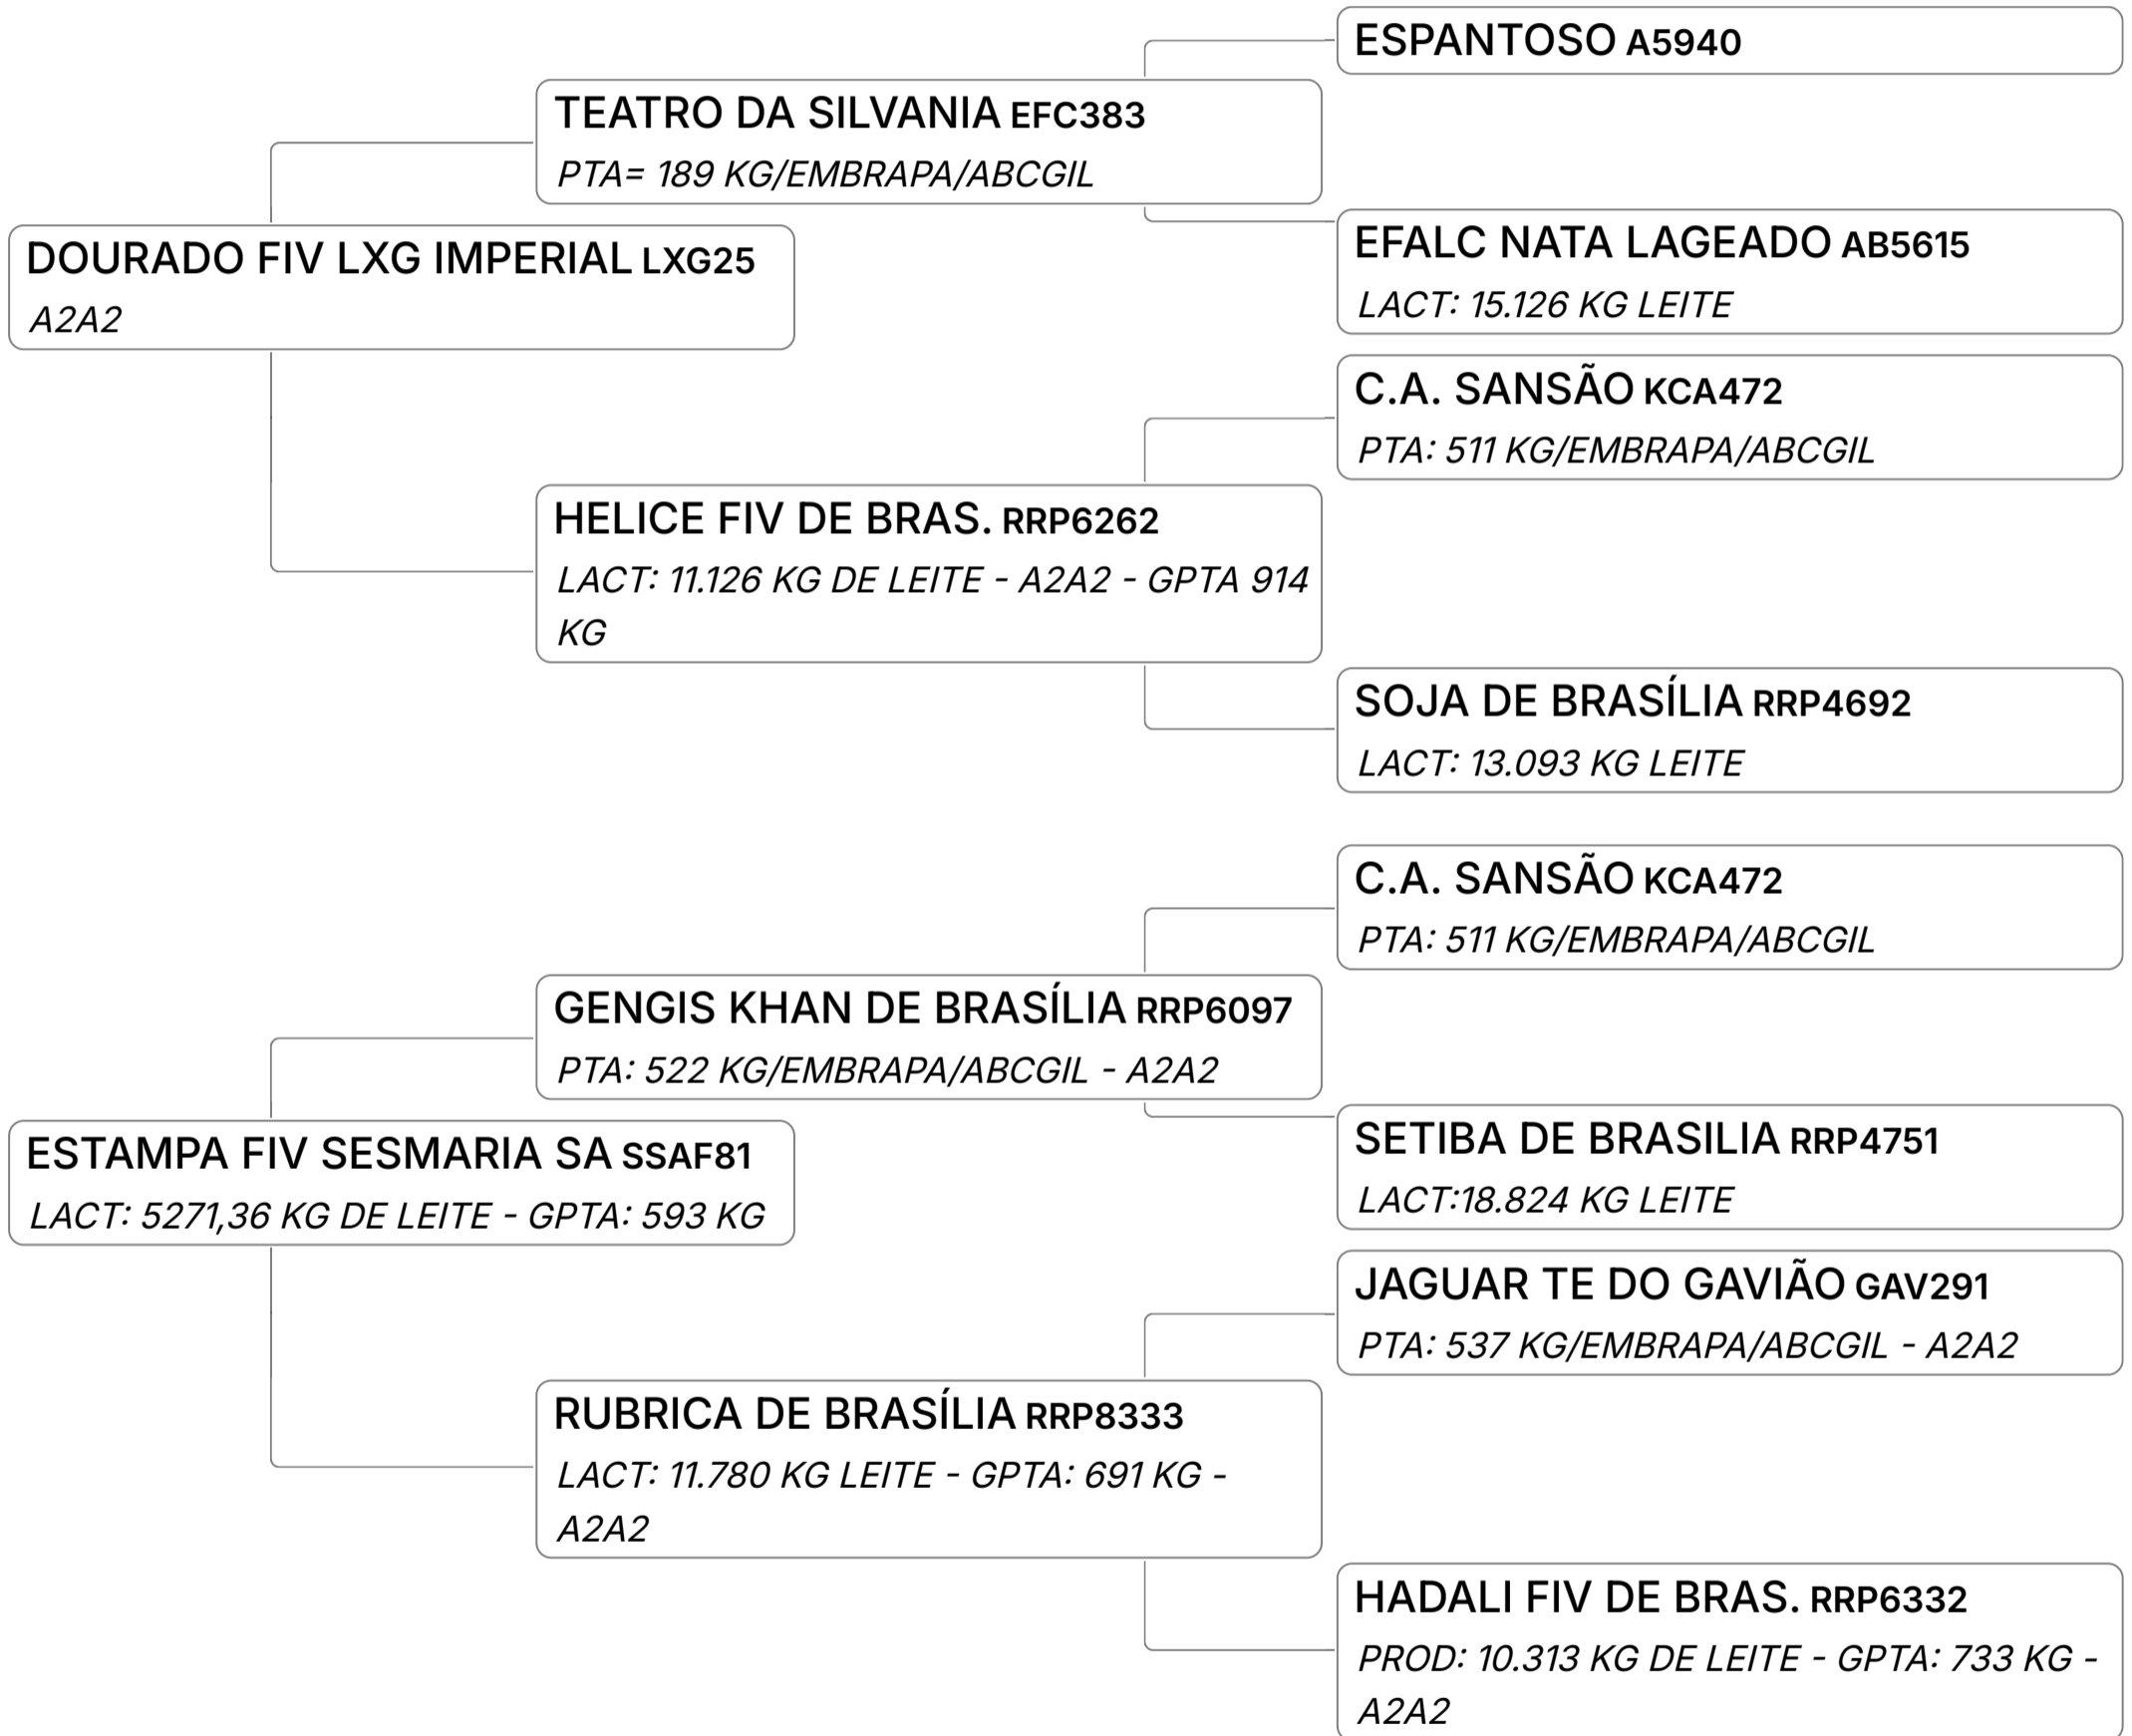 ESPANTOSO A5940
TEATRO DA SILVANIA EFC383
PTA= 189 KG/EMBRAPA/ABCGIL
EFALC NATA LAGEADO AB5615
LACT: 15.126 KG LEITE
DOURADO FIV LXG IMPERIAL LXG25
A2A2
C.A. SANSÃO KCA472
PTA: 511 KG/EMBRAPA/ABCGIL
HELICE FIV DE BRAS. RRP6262
LACT: 11.126 KG DE LEITE - A2A2 - GPTA 914
KG
SOJA DE BRASÍLIA RRP4692
LACT: 13.093 KG LEITE
C.A. SANSÃO KCA472
PTA: 511 KG/EMBRAPA/ABCGIL
GENGIS KHAN DE BRASÍLIA RRP6097
PTA: 522 KG/EMBRAPA/ABCGIL - A2A2
SETIBA DE BRASILIA RRP4751
LACT:18.824 KG LEITE
ESTAMPA FIV SESMARIA SA SSAF81
LACT: 5271,36 KG DE LEITE - GPTA: 593 KG
JAGUAR TE DO GAVIÃO GAV291
PTA: 537 KG/EMBRAPA/ABCGIL - A2A2
RUBRICA DE BRASÍLIA RRP8333
LACT: 11.780 KG LEITE - GPTA: 691 KG -
A2A2
HADALI FIV DE BRAS. RRP6332
PROD: 10.313 KG DE LEITE - GPTA: 733 KG -
A2A2